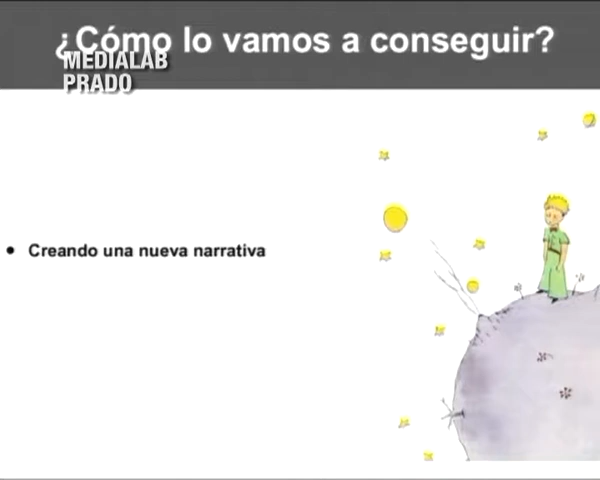 ¿Cómo lo vamos a conseguir?
MEDIALAB
PRADO
• Creando una nueva narrativa